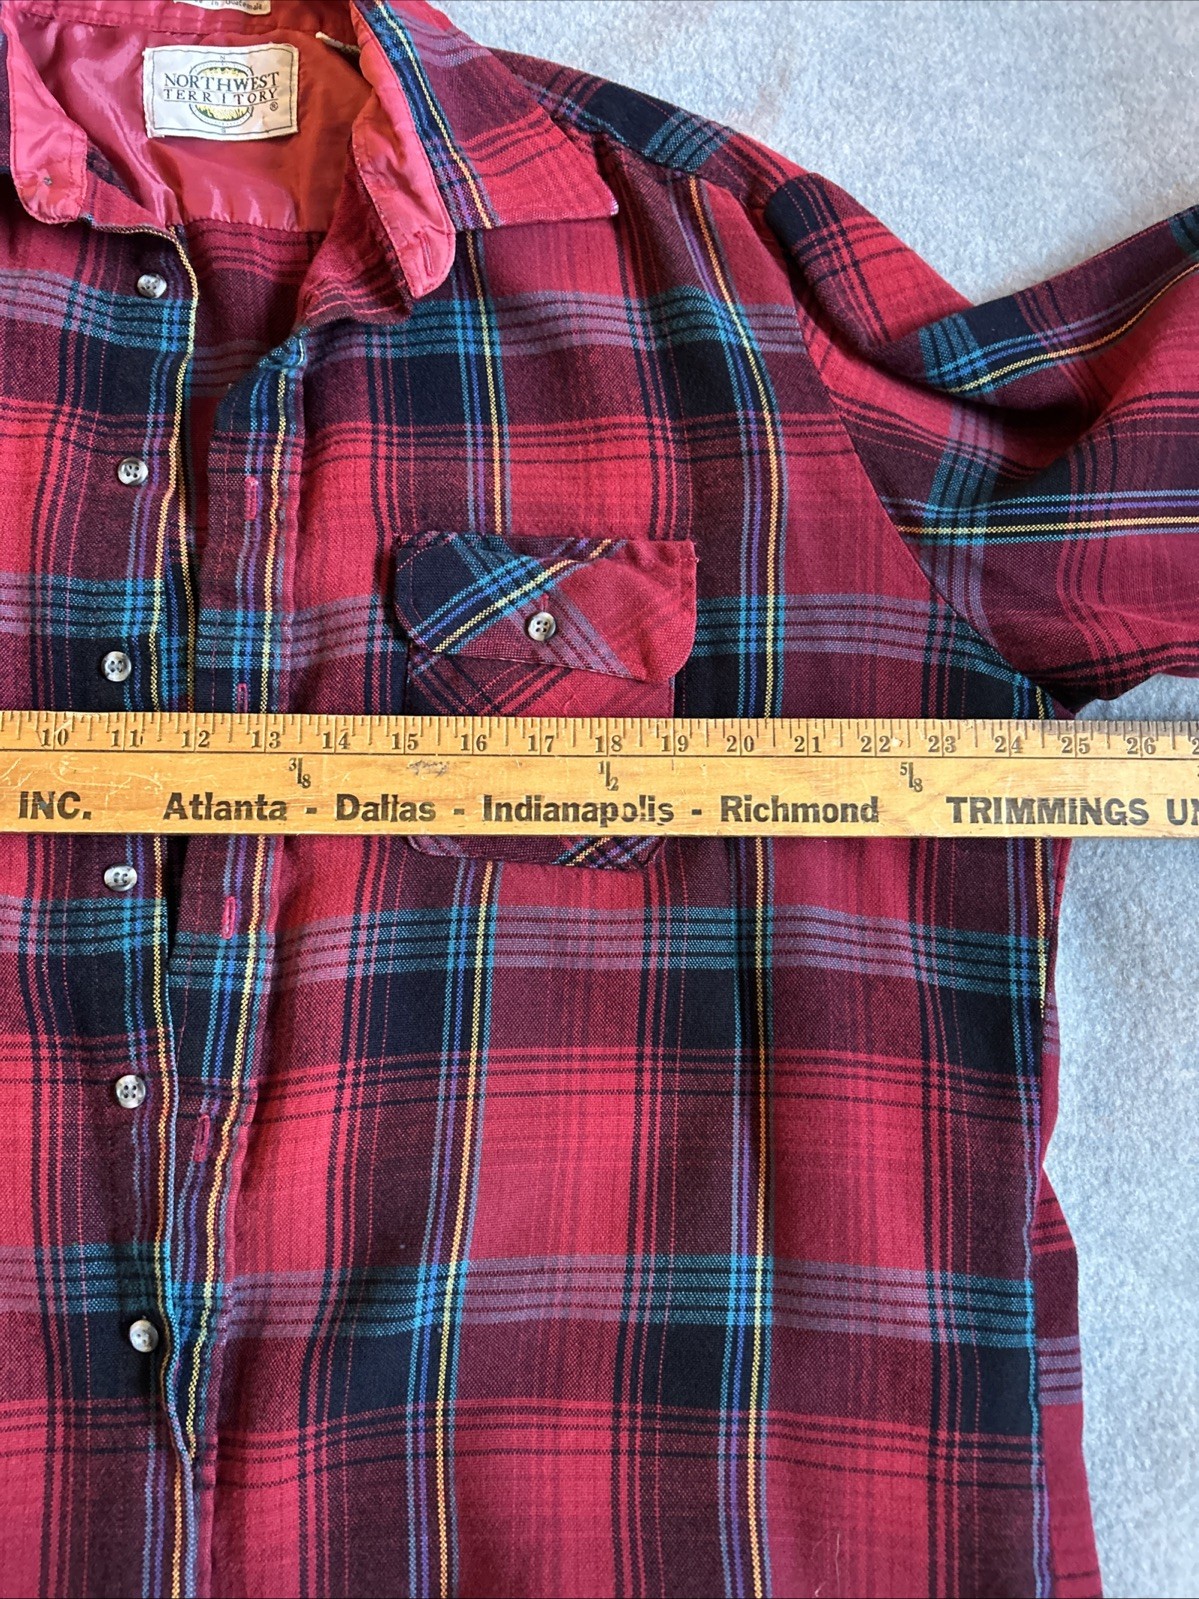 NORTHWEST
TERRITORY
®
10 11 12 13 14 15 16 17 18 19 20 21 22 23 24 25 26
3/8 1/2 5/8
INC. Atlanta - Dallas - Indianapolis - Richmond TRIMMINGS